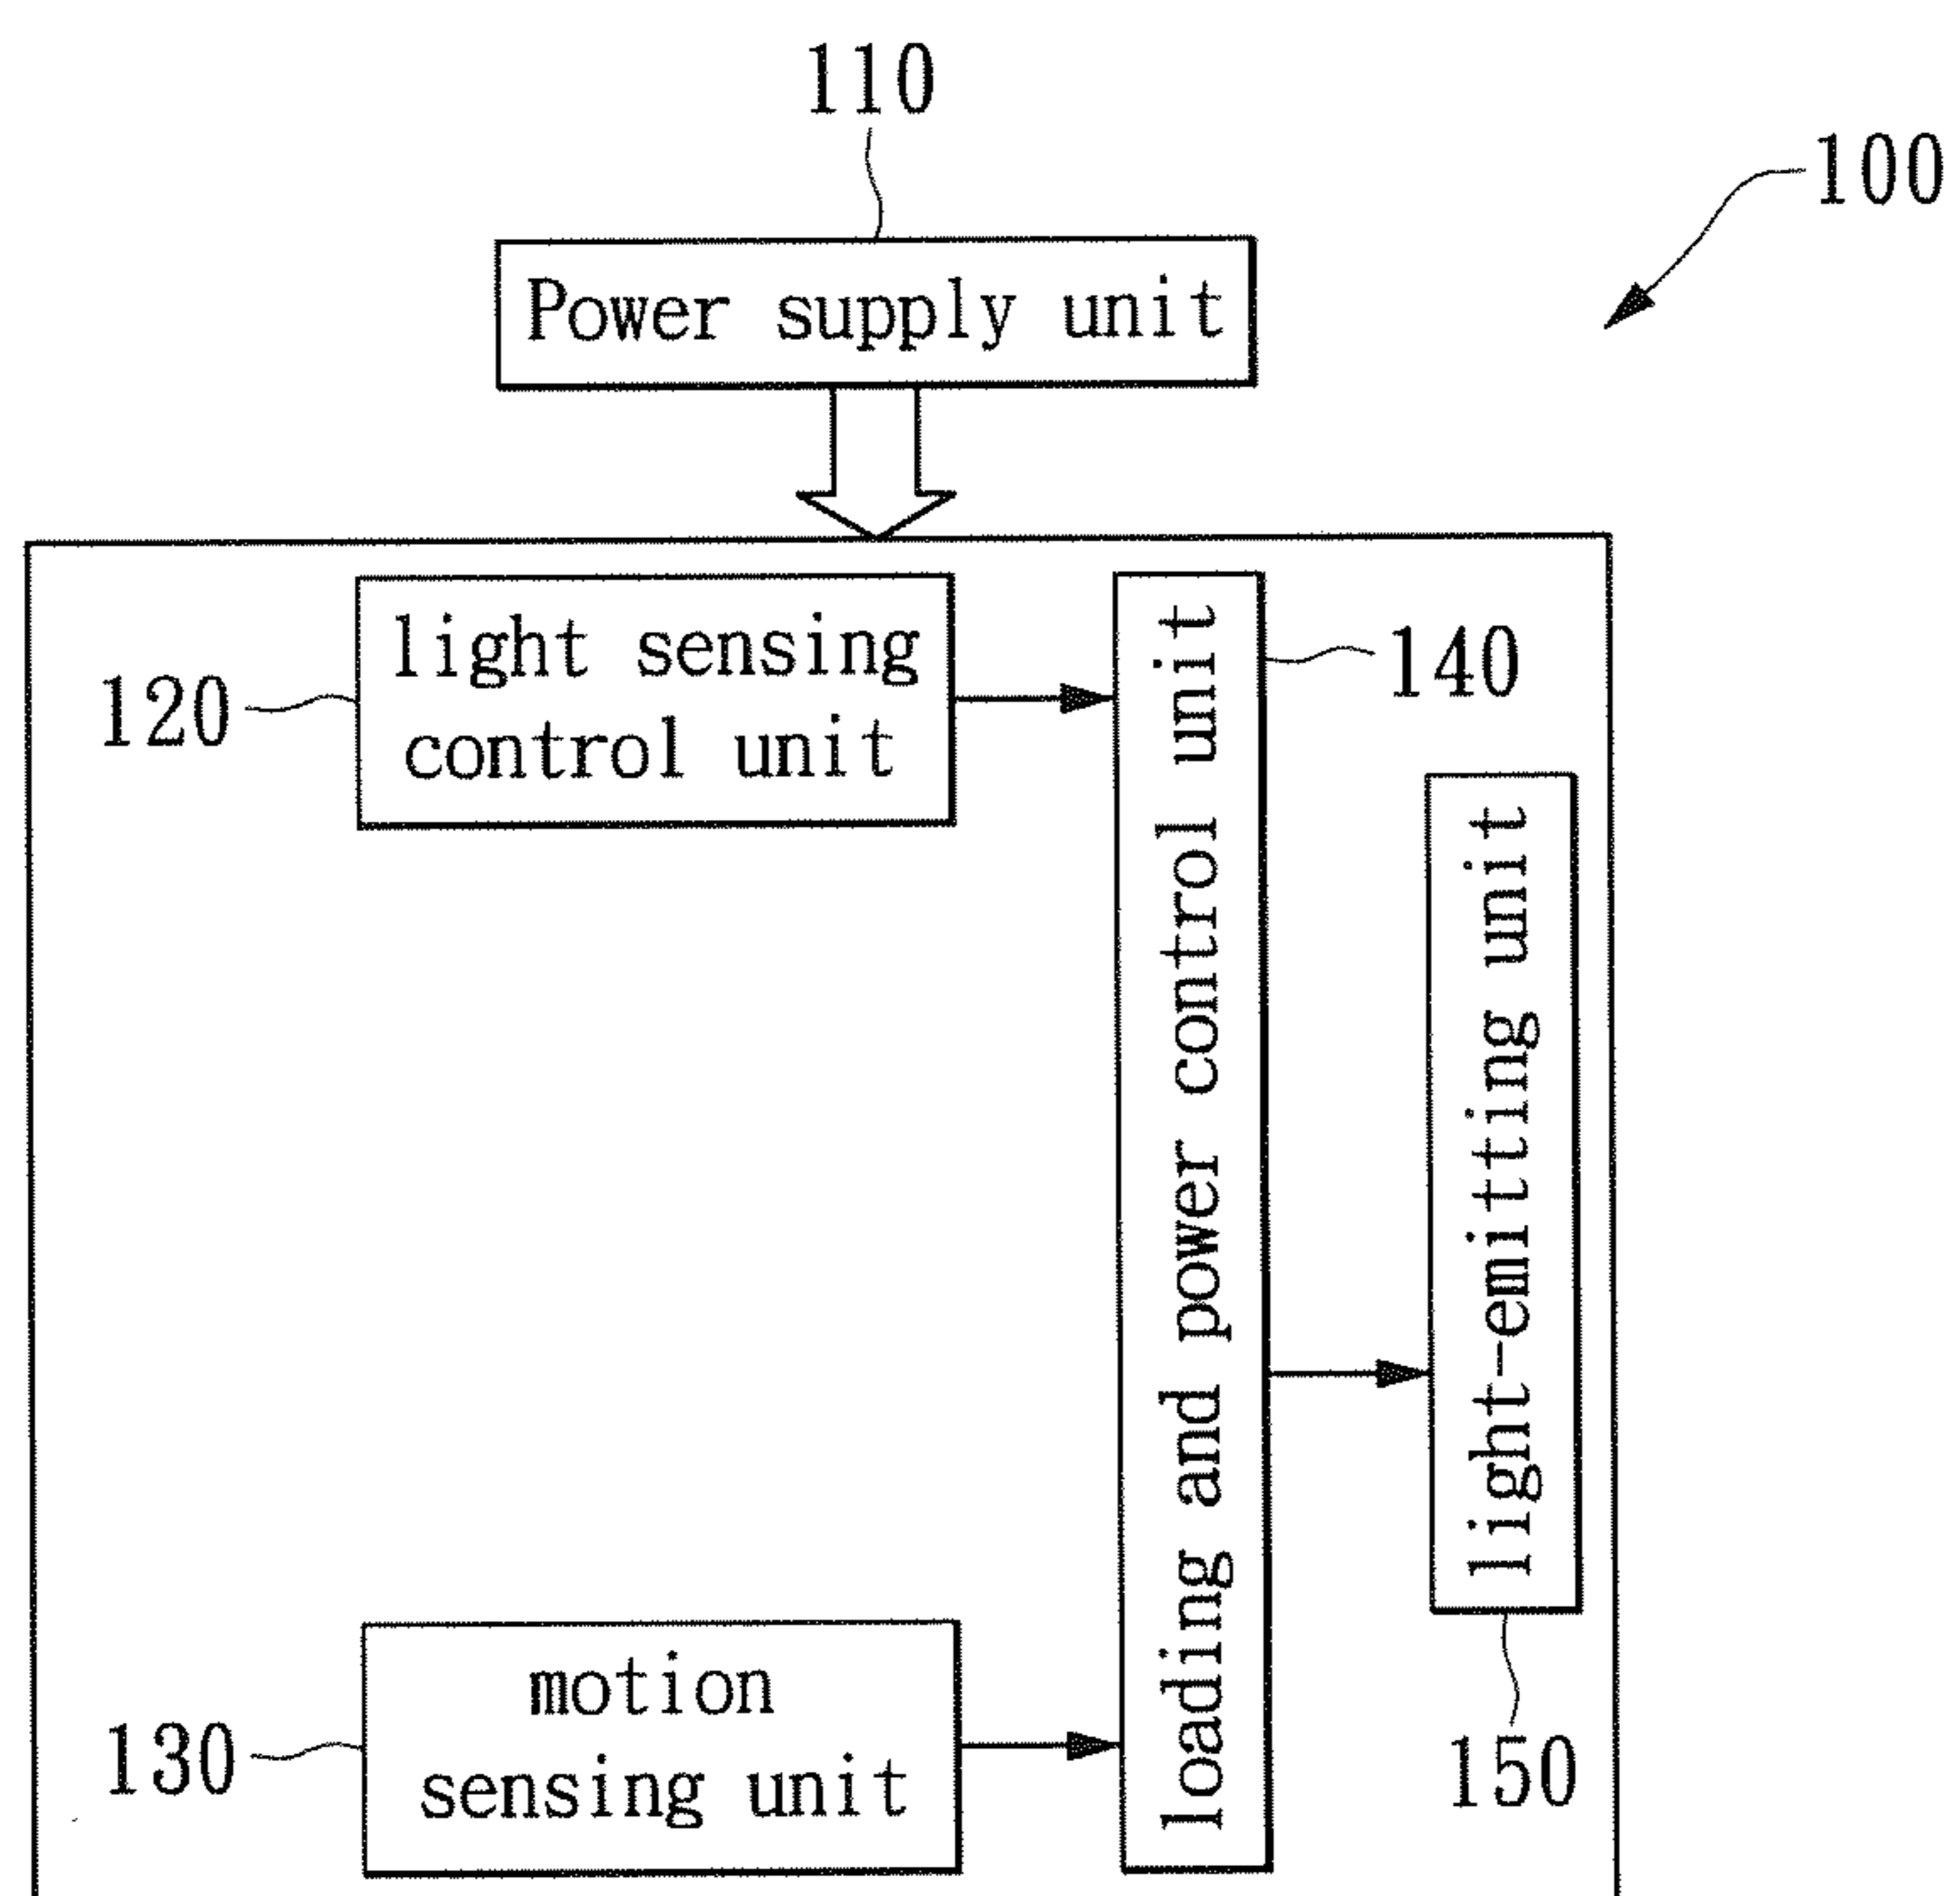 110
100
Power supply unit
light sensing
control unit
120
140
loading and power control unit
light-emitting unit
motion
sensing unit
130
150